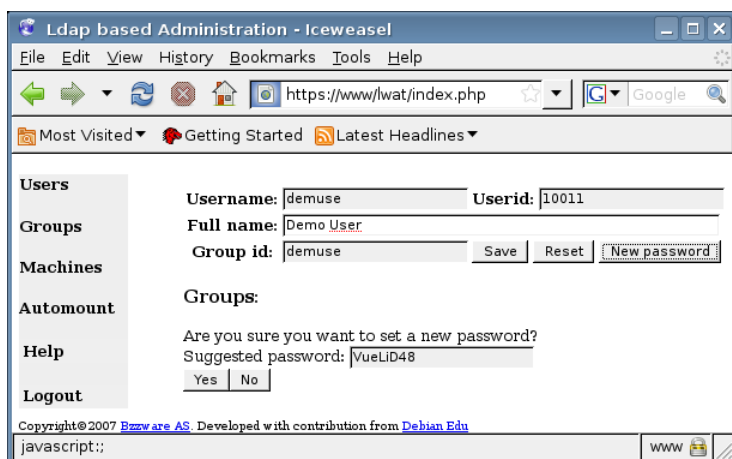 Ldap based Administration - Iceweasel
File Edit View History Bookmarks Tools Help
https://www/lwat/index.php G Google
Most Visited Getting Started Latest Headlines
Users
Groups
Machines
Automount
Help
Logout
Username: demuse Userid: 10011
Full name: Demo User
Group id: demuse Save Reset New password
Groups:
Are you sure you want to set a new password?
Suggested password: VueLiD48
Yes No
Copyright©2007 Bzzware AS. Developed with contribution from Debian Edu
javascript:; www